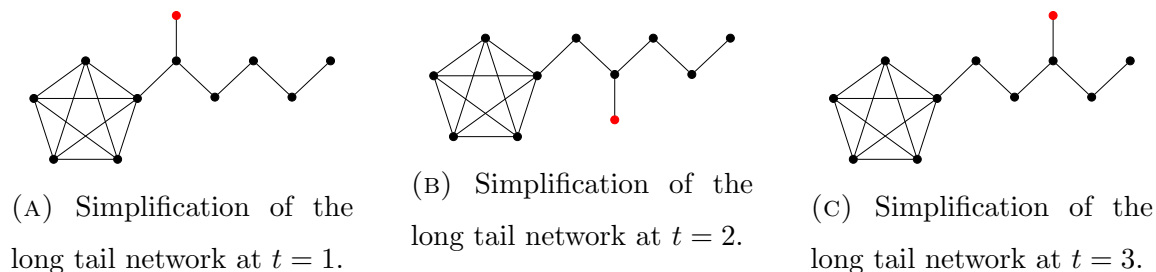 (A) Simplification of the
long tail network at t = 1.
(B) Simplification of the
long tail network at t = 2.
(C) Simplification of the
long tail network at t = 3.